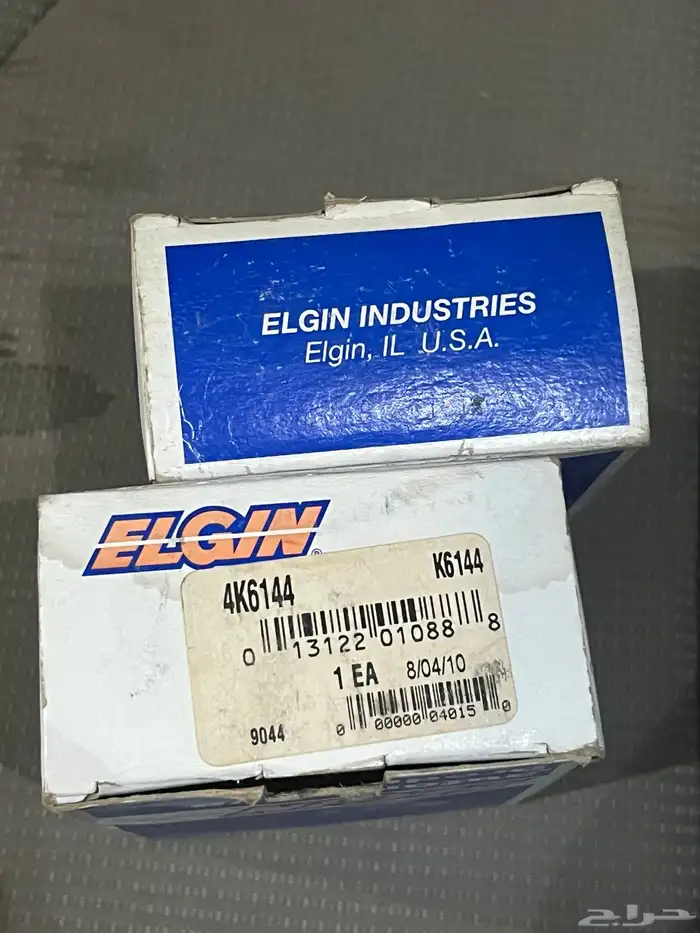 ELGIN INDUSTRIES
Elgin, IL U.S.A.
ELGIN®
4K6144 K6144
0 13122 01088 8
1 EA 8/04/10
9044 0 00000 04015 0
حراج